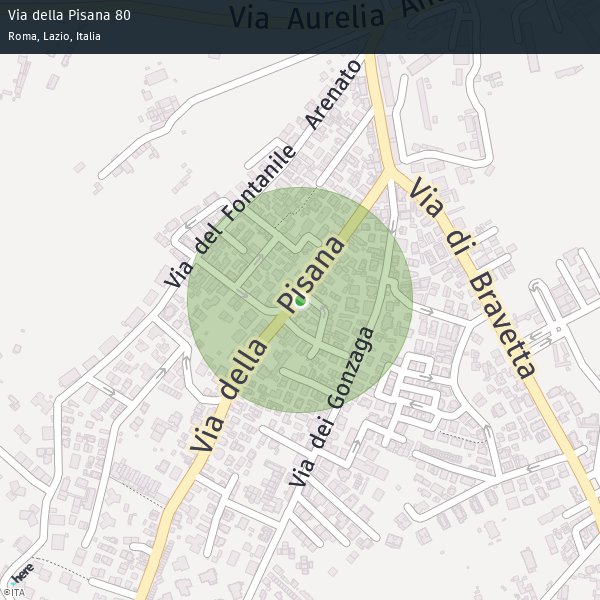 Via della Pisana 80
Roma, Lazio, Italia
Via Aurelia
Via del Fontanile Arenato
Via della Pisana
Via di Bravetta
Via dei Gonzaga
here
©ITA